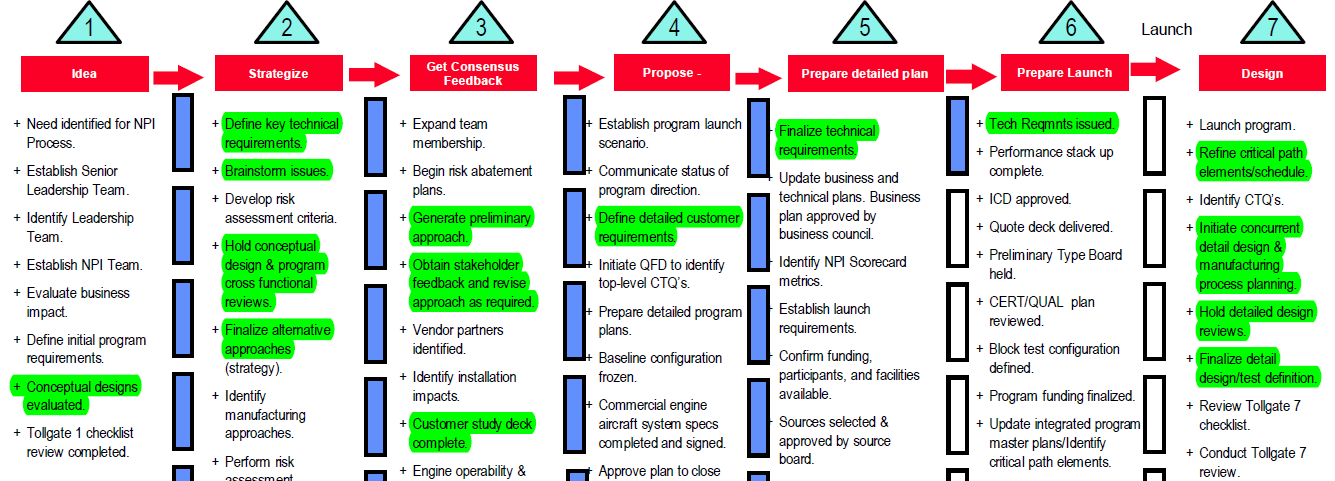 1
2
3
4
5
6
Launch
7
Idea
Strategize
Get Consensus
Feedback
Propose -
Prepare detailed plan
Prepare Launch
Design
+ Need identified for NPI
Process.
+ Establish Senior
Leadership Team.
+ Identify Leadership
Team.
+ Establish NPI Team.
+ Evaluate business
impact.
+ Define initial program
requirements.
+ Conceptual designs
evaluated.
+ Tollgate 1 checklist
review completed.
+ Define key technical
requirements.
+ Brainstorm issues.
+ Develop risk
assessment criteria.
+ Hold conceptual
design & program
cross functional
reviews.
+ Finalize alternative
approaches
(strategy).
+ Identify
manufacturing
approaches.
+ Perform risk
assessment
+ Expand team
membership.
+ Begin risk abatement
plans.
+ Generate preliminary
approach.
+ Obtain stakeholder
feedback and revise
approach as required.
+ Vendor partners
identified.
+ Identify installation
impacts.
+ Customer study deck
complete.
+ Engine operability &
+ Establish program launch
scenario.
+ Communicate status of
program direction.
+ Define detailed customer
requirements.
+ Initiate QFD to identify
top-level CTQ's.
+ Prepare detailed program
plans.
+ Baseline configuration
frozen.
+ Commercial engine
aircraft system specs
completed and signed.
+ Approve plan to close
+ Finalize technical
requirements.
+ Update business and
technical plans. Business
plan approved by
business council.
+ Identify NPI Scorecard
metrics.
+ Establish launch
requirements.
+ Confirm funding,
participants, and facilities
available.
+ Sources selected &
approved by source
board.
+ Tech Reqmnts issued.
+ Performance stack up
complete.
+ ICD approved.
+ Quote deck delivered.
+ Preliminary Type Board
held.
+ CERT/QUAL plan
reviewed.
+ Block test configuration
defined.
+ Program funding finalized.
+ Update integrated program
master plans/Identify
critical path elements.
+ Launch program.
+ Refine critical path
elements/schedule.
+ Identify CTQ's.
+ Initiate concurrent
detail design &
manufacturing
process planning.
+ Hold detailed design
reviews.
+ Finalize detail
design/test definition.
+ Review Tollgate 7
checklist.
+ Conduct Tollgate 7
review.